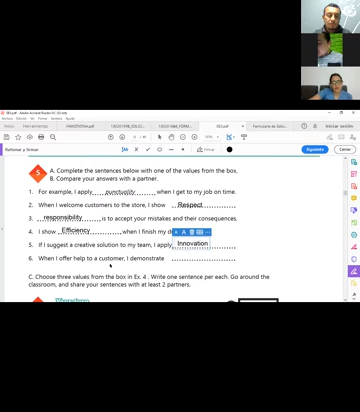 Inicio
Herramientas
Iniciar sesión
Rellenar y firmar
Siguiente
Cerrar
5
A. Complete the sentences below with one of the values from the box.
B. Compare your answers with a partner.
1. For example, I apply punctuality when I get to my job on time.
2. When I welcome customers to the store, I show Respect
3. responsibility is to accept your mistakes and their consequences.
4. I show Efficiency when I finish my d
5. If I suggest a creative solution to my team, I apply Innovation
6. When I offer help to a customer, I demonstrate
C. Choose three values from the box in Ex. 4 . Write one sentence per each. Go around the
classroom, and share your sentences with at least 2 partners.